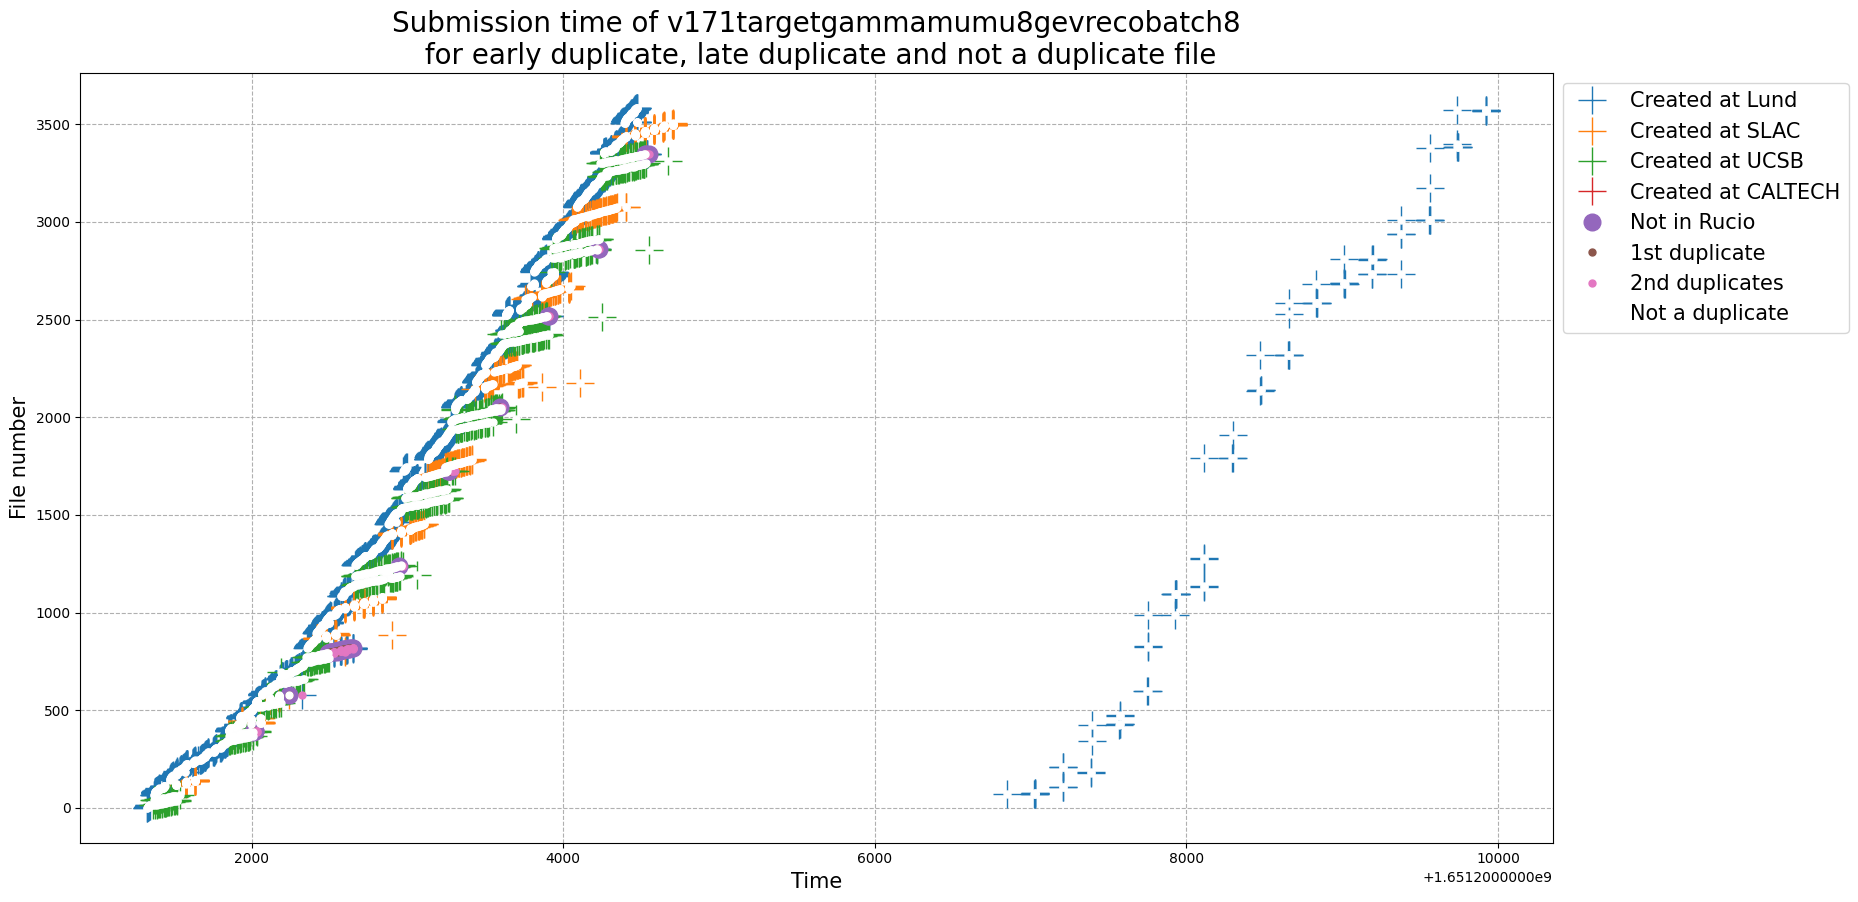 Submission time of v171targetgammamumu8gevrecobatch8
for early duplicate, late duplicate and not a duplicate file
Created at Lund
Created at SLAC
Created at UCSB
Created at CALTECH
Not in Rucio
1st duplicate
2nd duplicates
Not a duplicate
File number
3500
3000
2500
2000
1500
1000
500
0
2000
4000
6000
8000
10000
+1.6512000000e9
Time